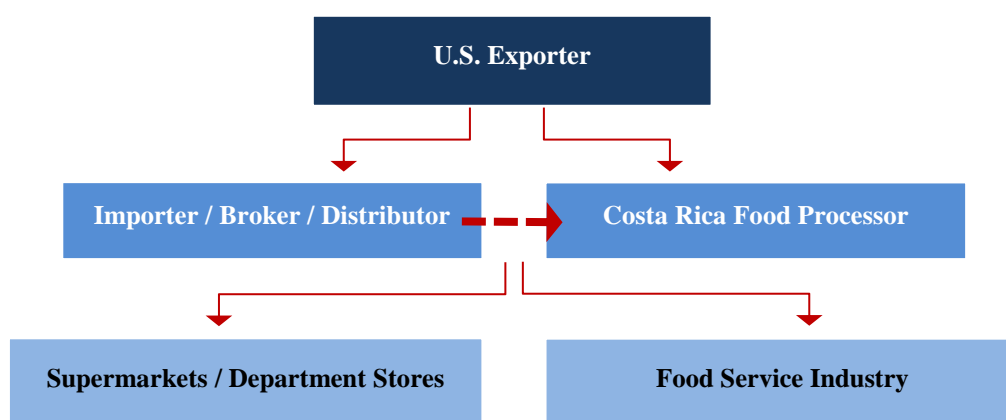 U.S. Exporter
Importer / Broker / Distributor
Costa Rica Food Processor
Supermarkets / Department Stores
Food Service Industry